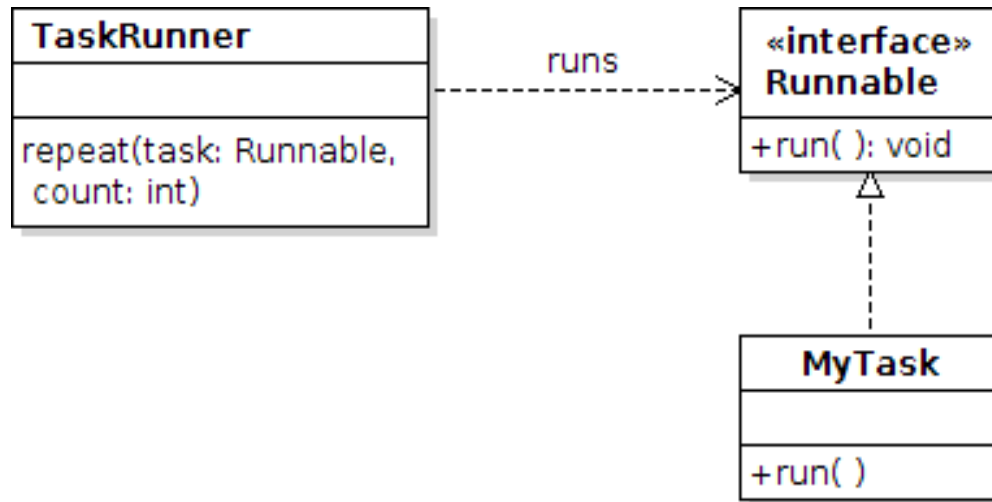 TaskRunner
repeat(task: Runnable,
count: int)
runs
«interface»
Runnable
+run( ): void
MyTask
+run( )